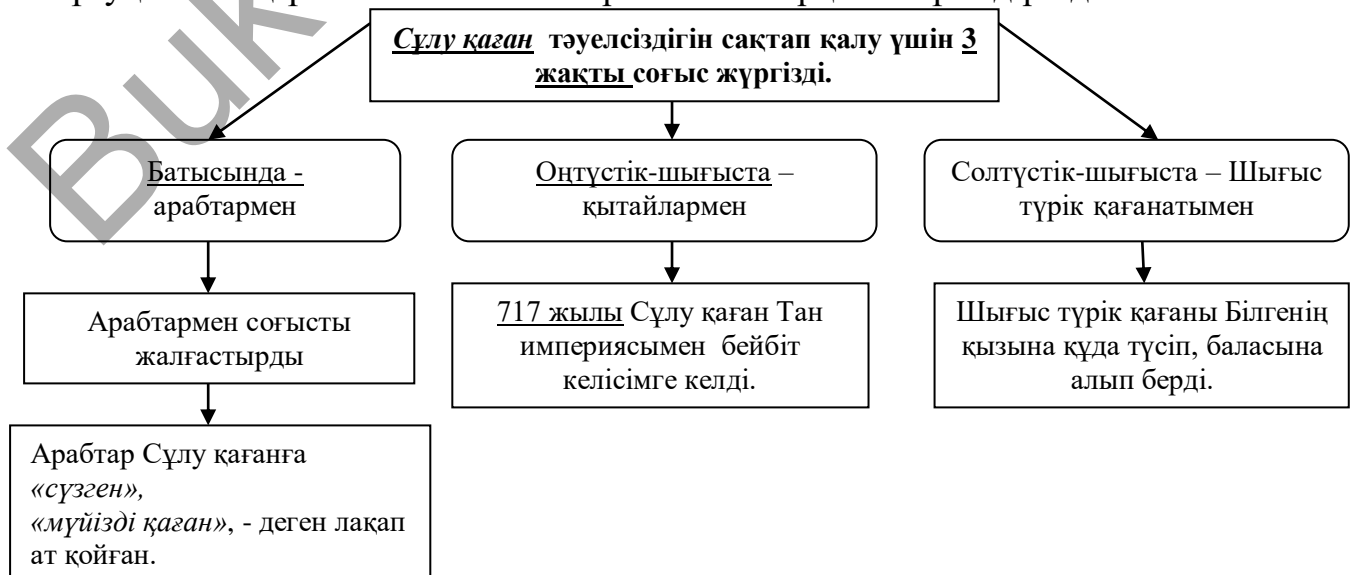 Сұлу қаған тәуелсіздігін сақтап қалу үшін 3
жақты соғыс жүргізді.
Батысында -
арабтармен
Оңтүстік-шығыста –
қытайлармен
Солтүстік-шығыста – Шығыс
түрік қағанатымен
Арабтармен соғысты
жалғастырды
717 жылы Сұлу қаған Тан
империясымен бейбіт
келісімге келді.
Шығыс түрік қағаны Білгенің
қызына құда түсіп, баласына
алып берді.
Арабтар Сұлу қағанға
«сүзген»,
«мүйізді қаған», - деген лақап
ат қойған.
Buk